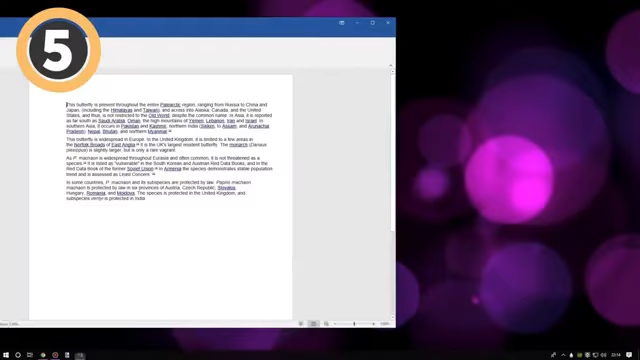 5
This butterfly is present throughout the entire Palearctic region, ranging from Russia to China and
Japan, (including the Himalayas and Taiwan), and across into Alaska, Canada, and the United
States, and thus, is not restricted to the Old World, despite the common name. In Asia, it is reported
as far south as Saudi Arabia, Oman, the high mountains of Yemen, Lebanon, Iran and Israel. In
southern Asia, it occurs in Pakistan and Kashmir, northern India (Sikkim, to Assam, and Arunachal
Pradesh), Nepal, Bhutan, and northern Myanmar.
This butterfly is widespread in Europe. In the United Kingdom, it is limited to a few areas in
the Norfolk Broads of East Anglia. It is the UK's largest resident butterfly. The monarch (Danaus
plexippus) is slightly larger, but is only a rare vagrant.
As P. machaon is widespread throughout Eurasia and often common, it is not threatened as a
species. It is listed as "vulnerable" in the South Korean and Austrian Red Data books, and in the
Red Data Book of the former Soviet Union. In Armenia the species demonstrates stable population
trend and is assessed as Least Concern.
In some countries, P. machaon and its subspecies are protected by law. Papilio machaon
machaon is protected by law in six provinces of Austria, Czech Republic, Slovakia,
Hungary, Romania, and Moldova. The species is protected in the United Kingdom, and
subspecies verityi is protected in India
100%
22:14